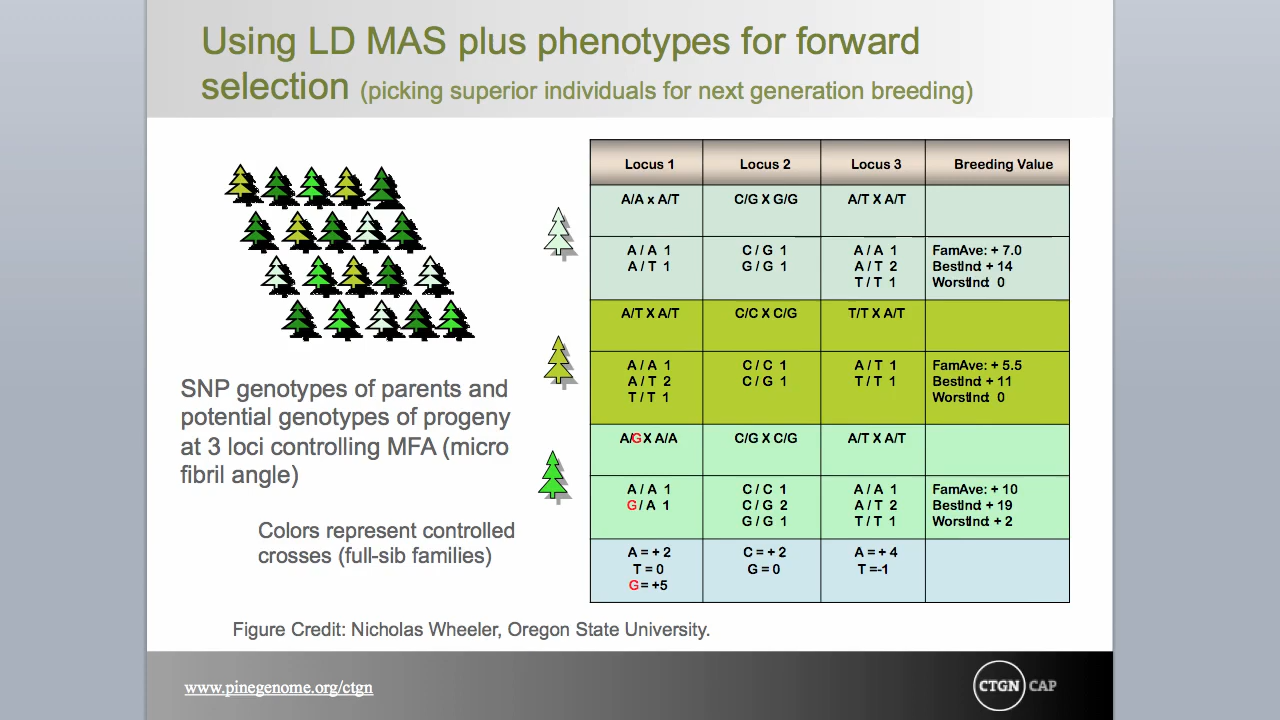 Using LD MAS plus phenotypes for forward
selection (picking superior individuals for next generation breeding)
Locus 1 Locus 2 Locus 3 Breeding Value
A/A x A/T C/G X G/G A/T X A/T
A / A 1 C / G 1 A / A 1 FamAve: + 7.0
A / T 1 G / G 1 A / T 2 BestInd: + 14
T / T 1 WorstInd: 0
A/T X A/T C/C X C/G T/T X A/T
A / A 1 C / C 1 A / T 1 FamAve: + 5.5
A / T 2 C / G 1 T / T 1 BestInd: + 11
T / T 1 WorstInd: 0
A/G X A/A C/G X C/G A/T X A/T
A / A 1 C / C 1 A / A 1 FamAve: + 10
G / A 1 C / G 2 A / T 2 BestInd: + 19
G / G 1 T / T 1 WorstInd: + 2
A = + 2 C = + 2 A = + 4
T = 0 G = 0 T =-1
G = +5
SNP genotypes of parents and
potential genotypes of progeny
at 3 loci controlling MFA (micro
fibril angle)
Colors represent controlled
crosses (full-sib families)
Figure Credit: Nicholas Wheeler, Oregon State University.
www.pinegenome.org/ctgn
CTGN CAP